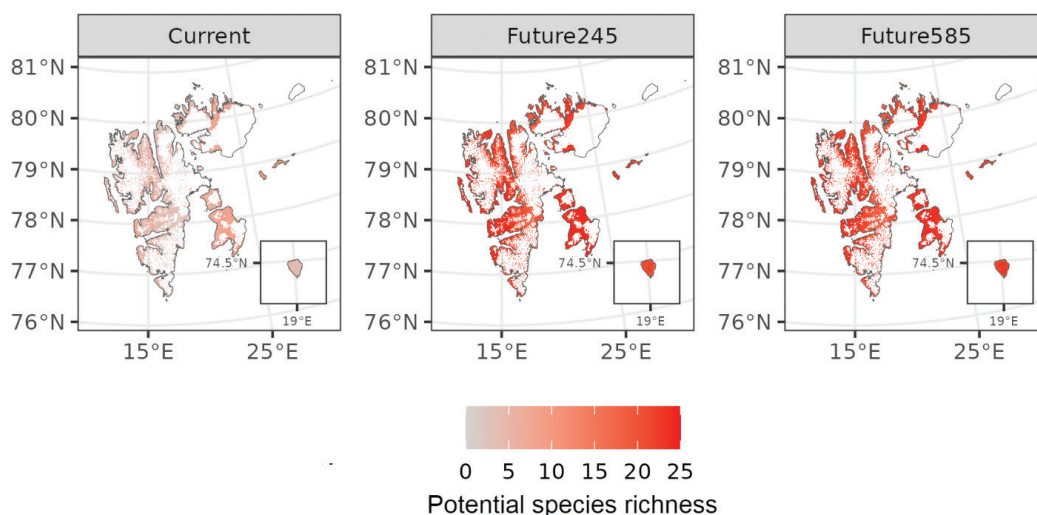 Current Future245 Future585
81°N 81°N 81°N
80°N 80°N 80°N
79°N 79°N 79°N
78°N 78°N 78°N
74.5°N 74.5°N 74.5°N
77°N 77°N 77°N
76°N 76°N 76°N
19°E 19°E 19°E
15°E 25°E 15°E 25°E 15°E 25°E
0 5 10 15 20 25
Potential species richness